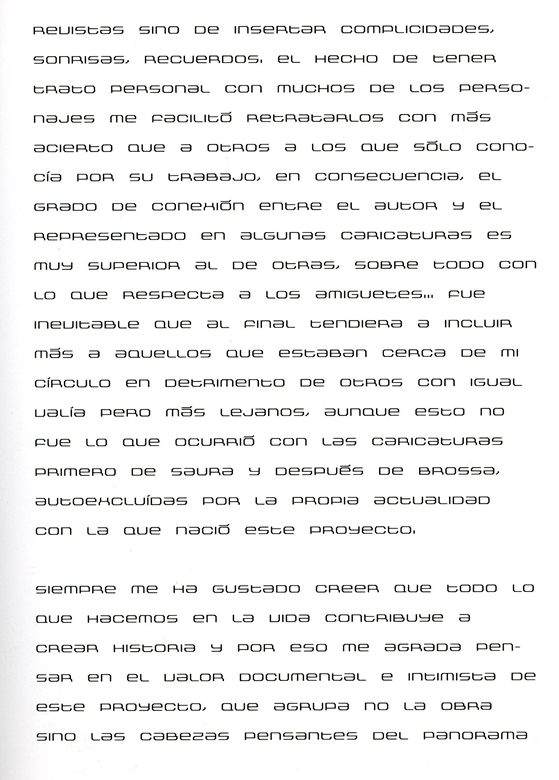 revistas sino de insertar complicidades,
sonrisas, recuerdos. el hecho de tener
trato personal con muchos de los perso-
najes me facilitó retratarlos con más
acierto que a otros a los que sólo cono-
cía por su trabajo, en consecuencia, el
grado de conexión entre el autor y el
representado en algunas caricaturas es
muy superior al de otras, sobre todo con
lo que respecta a los amiguetes... fue
inevitable que al final tendiera a incluir
más a aquellos que estaban cerca de mi
círculo en detrimento de otros con igual
valía pero más lejanos, aunque esto no
fue lo que ocurrió con las caricaturas
primero de saura y después de brossa,
autoexcluídas por la propia actualidad
con la que nació este proyecto.

siempre me ha gustado creer que todo lo
que hacemos en la vida contribuye a
crear historia y por eso me agrada pen-
sar en el valor documental e intimista de
este proyecto, que agrupa no la obra
sino las cabezas pensantes del panorama